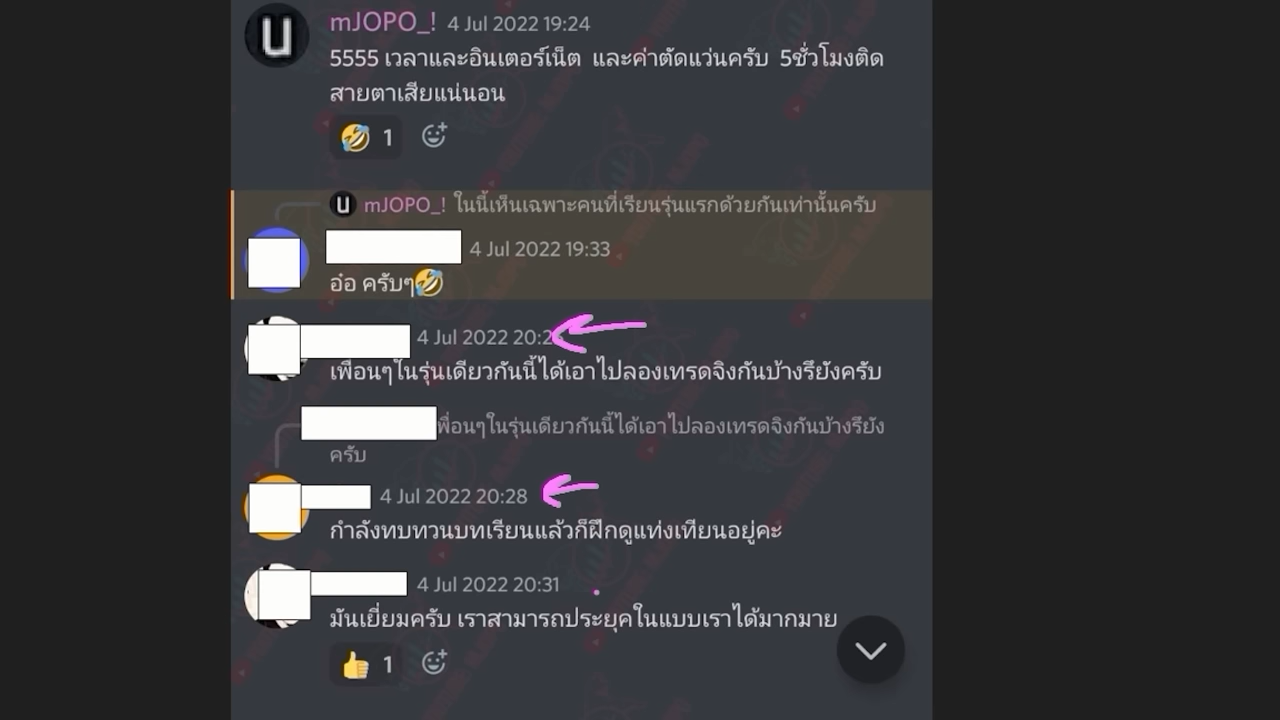 mJOPO_! 4 Jul 2022 19:24
5555 เวลาและอินเตอร์เน็ต และค่าตัดแว่นครับ 5ชั่วโมงติด
สายตาเสียแน่นอน
1
mJOPO_! ในนี้เห็นเฉพาะคนที่เรียนรุ่นแรกด้วยกันเท่านั้นครับ
4 Jul 2022 19:33
อ๋อ ครับๆ🤣
4 Jul 2022 20:2
เพื่อนๆในรุ่นเดียวกันนี้ได้เอาไปลองเทรดจิงกันบ้างรึยังครับ
พื่อนๆในรุ่นเดียวกันนี้ได้เอาไปลองเทรดจิงกันบ้างรึยัง
ครับ
4 Jul 2022 20:28
กำลังทบทวนบทเรียนแล้วก็ฝึกดูแท่งเทียนอยู่คะ
4 Jul 2022 20:31
มันเยี่ยมครับ เราสามารถประยุคในแบบเราได้มากมาย
1